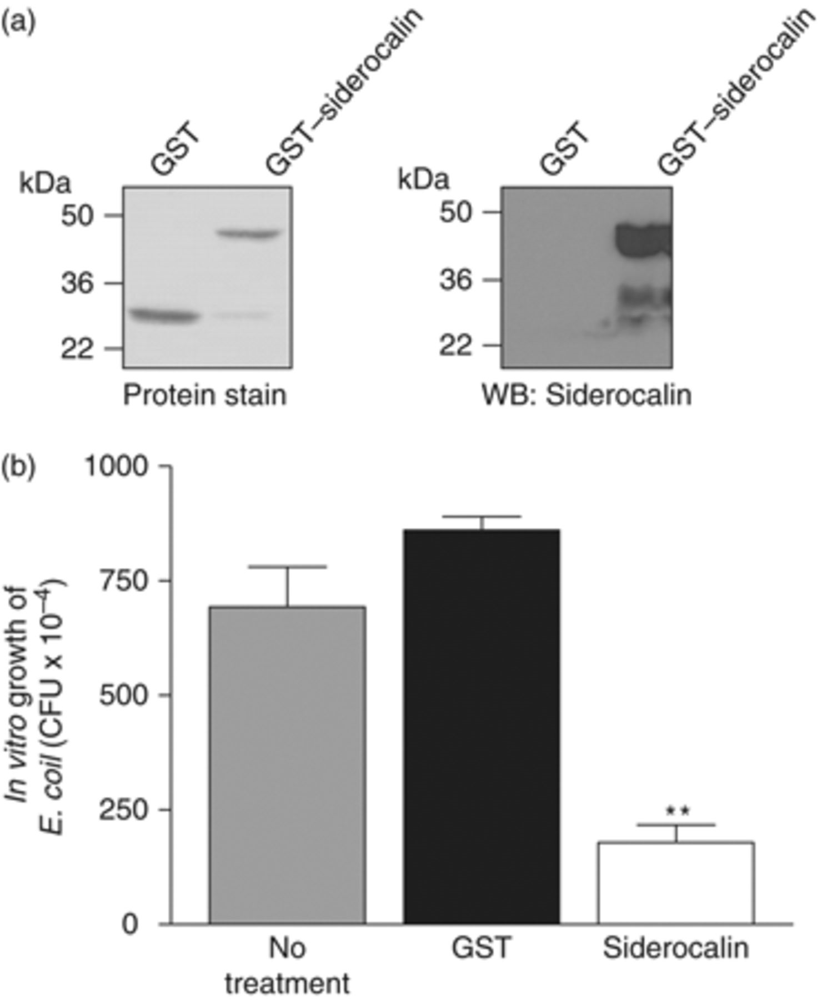 (a)
GST
GST–siderocalin
kDa
50
36
22
Protein stain
GST
GST–siderocalin
kDa
50
36
22
WB: Siderocalin
(b)
In vitro growth of
E. coil (CFU x 10–4)
1000
750
500
250
0
**
No
treatment
GST
Siderocalin